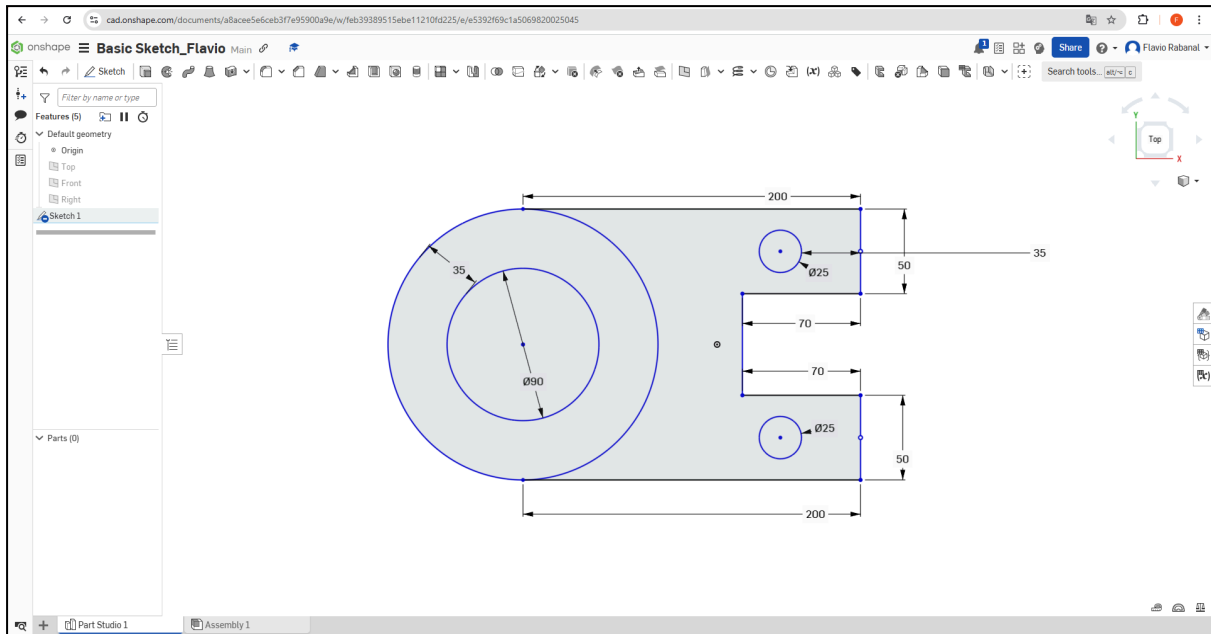 cad.onshape.com/documents/a8acee5e6ceb3f7e95900a9e/w/feb39389515ebe11210fd225/e/e5392f69c1a5069820025045
F
onshape Basic Sketch_Flavio Main
1
Share
Flavio Rabanal
Sketch
Search tools... alt/⌥ c
Filter by name or type
Features (5)
Default geometry
Origin
Top
Front
Right
Sketch 1
Parts (0)
Y
Top
X
200
35
Ø25
50
35
70
Ø90
70
Ø25
50
200
Part Studio 1
Assembly 1